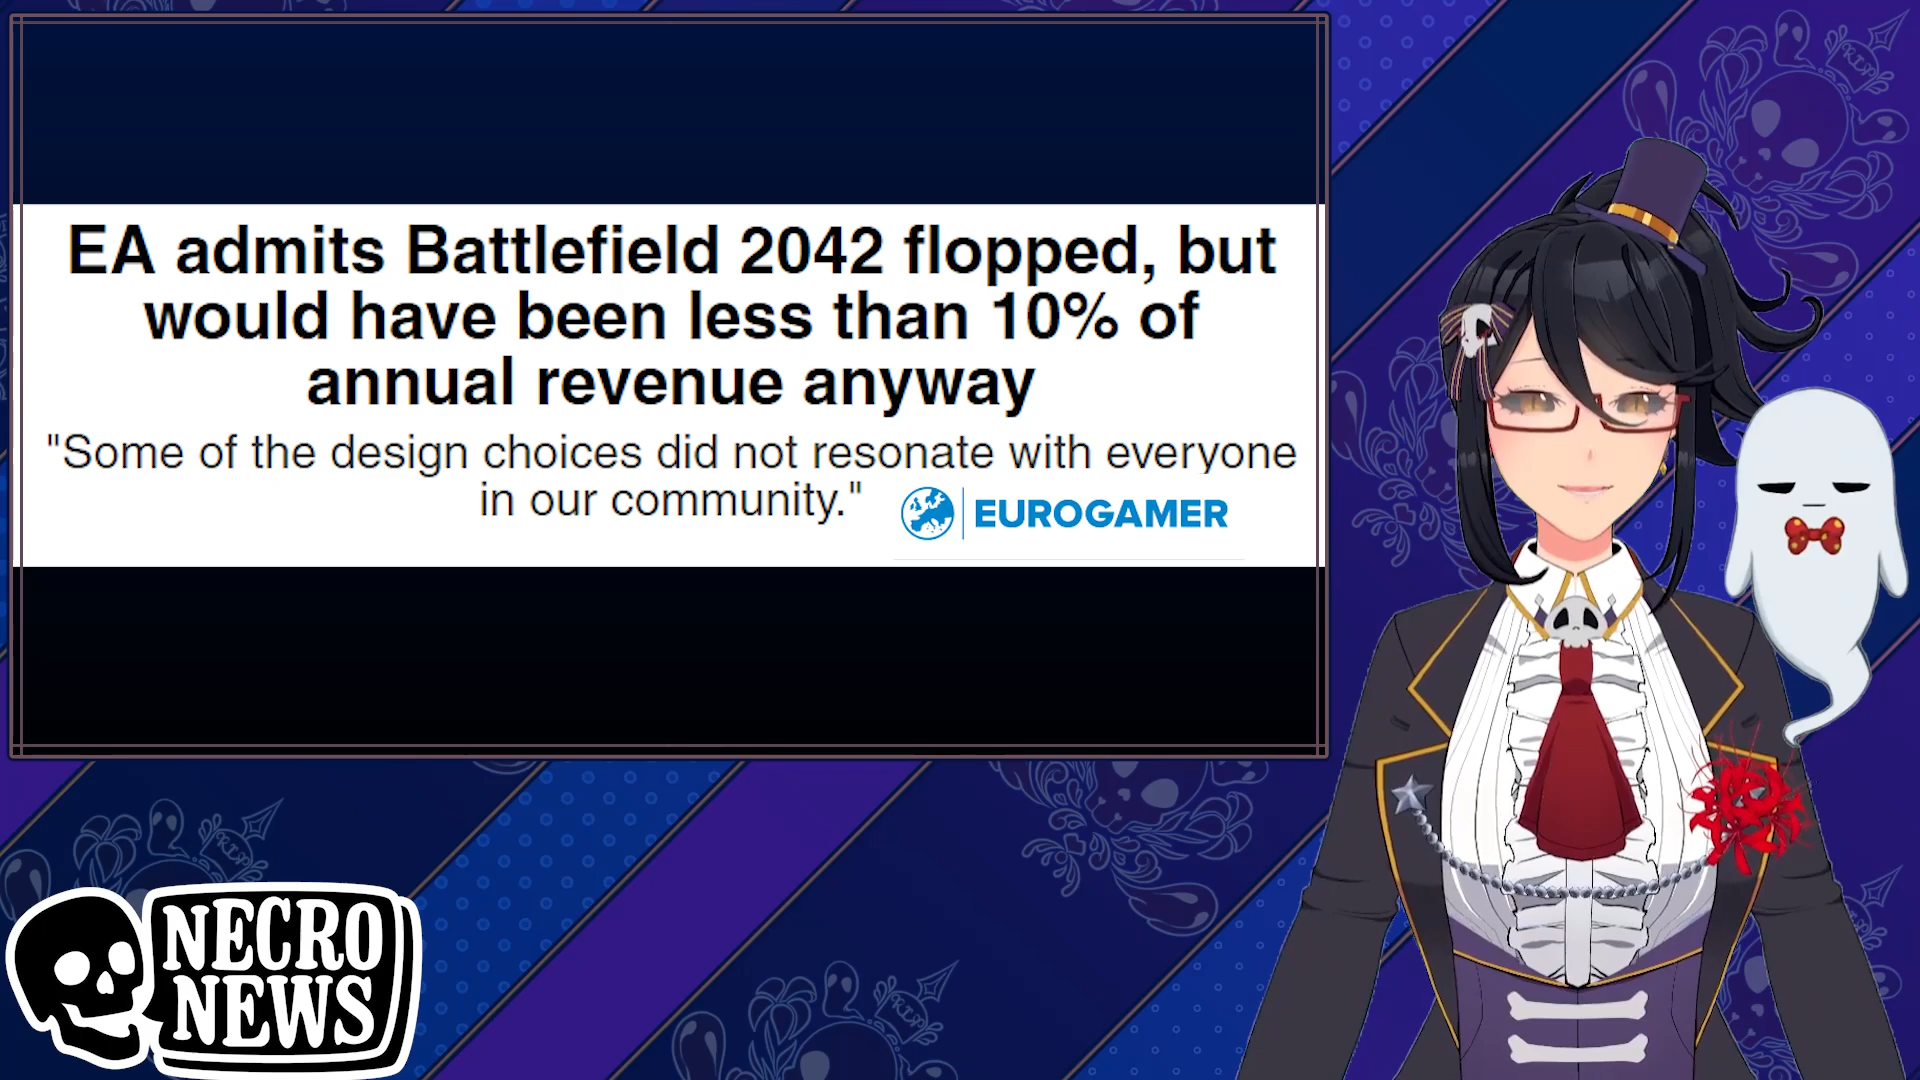 EA admits Battlefield 2042 flopped, but
would have been less than 10% of
annual revenue anyway
"Some of the design choices did not resonate with everyone
in our community."
EUROGAMER
NECRO
NEWS